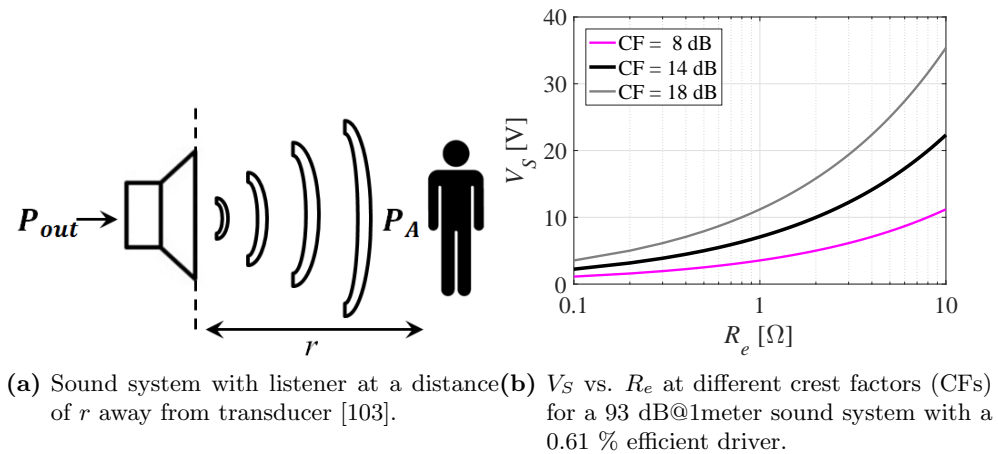 P_out
P_A
r
40
30
20
10
0
V_S [V]
CF = 8 dB
CF = 14 dB
CF = 18 dB
0.1
1
10
R_e [Ω]
(a) Sound system with listener at a distance
of r away from transducer [103].
(b) V_S vs. R_e at different crest factors (CFs)
for a 93 dB@1meter sound system with a
0.61 % efficient driver.